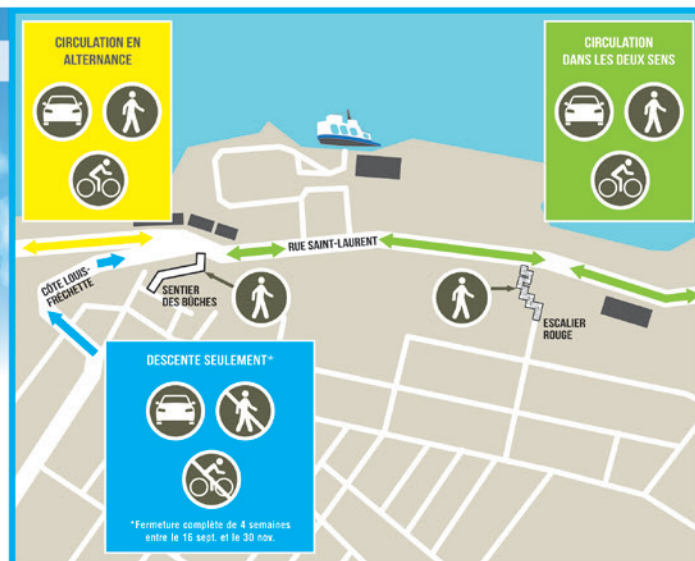 CIRCULATION EN
ALTERNANCE
CIRCULATION
DANS LES DEUX SENS
RUE SAINT-LAURENT
CÔTE LOUIS-
FRÉCHETTE
SENTIER
DES BÛCHES
ESCALIER
ROUGE
DESCENTE SEULEMENT*
*Fermeture complète de 4 semaines
entre le 16 sept. et le 30 nov.